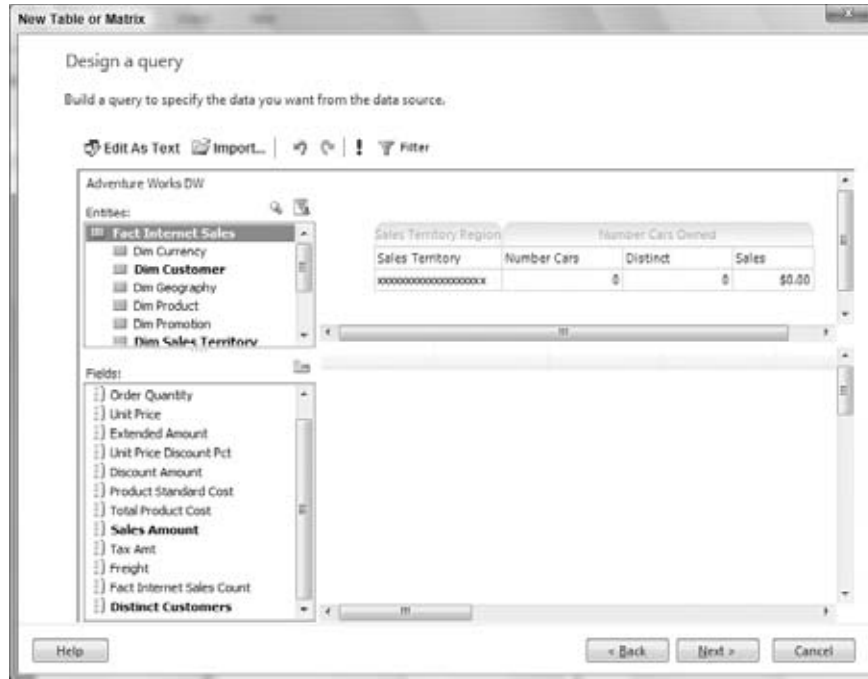 New Table or Matrix
Design a query
Build a query to specify the data you want from the data source.
Edit As Text Import... Filter
Adventure Works DW
Entities:
Fact Internet Sales
Dim Currency
Dim Customer
Dim Geography
Dim Product
Dim Promotion
Dim Sales Territory
Sales Territory Region Number Cars Owned
Sales Territory Number Cars Distinct Sales
xxxxxxxxxxxxxxxxxx 0 0 $0.00
Fields:
Order Quantity
Unit Price
Extended Amount
Unit Price Discount Pct
Discount Amount
Product Standard Cost
Total Product Cost
Sales Amount
Tax Amt
Freight
Fact Internet Sales Count
Distinct Customers
Help < Back Next > Cancel